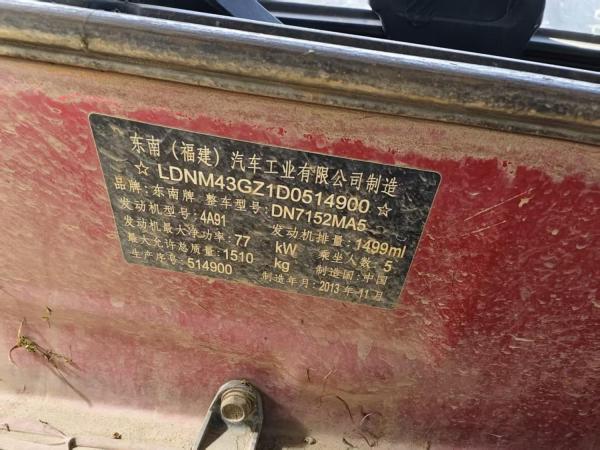 东南（福建）汽车工业有限公司制造
☆ LDNM43GZ1D0514900 ☆
品牌：东南牌 整车型号：DN7152MA5
发动机型号：4A91 发动机排量：1499ml
发动机最大净功率：77 kW 乘坐人数：5
最大允许总质量：1510 kg 制造国：中国
生产序号：514900 制造年月：2013年11月